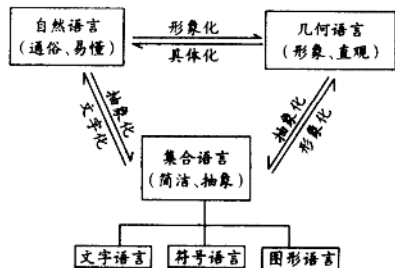 自然语言
(通俗、易懂)
形象化
具体化
几何语言
(形象、直观)
抽象化
文字化
抽象化
形象化
集合语言
(简洁、抽象)
文字语言
符号语言
图形语言